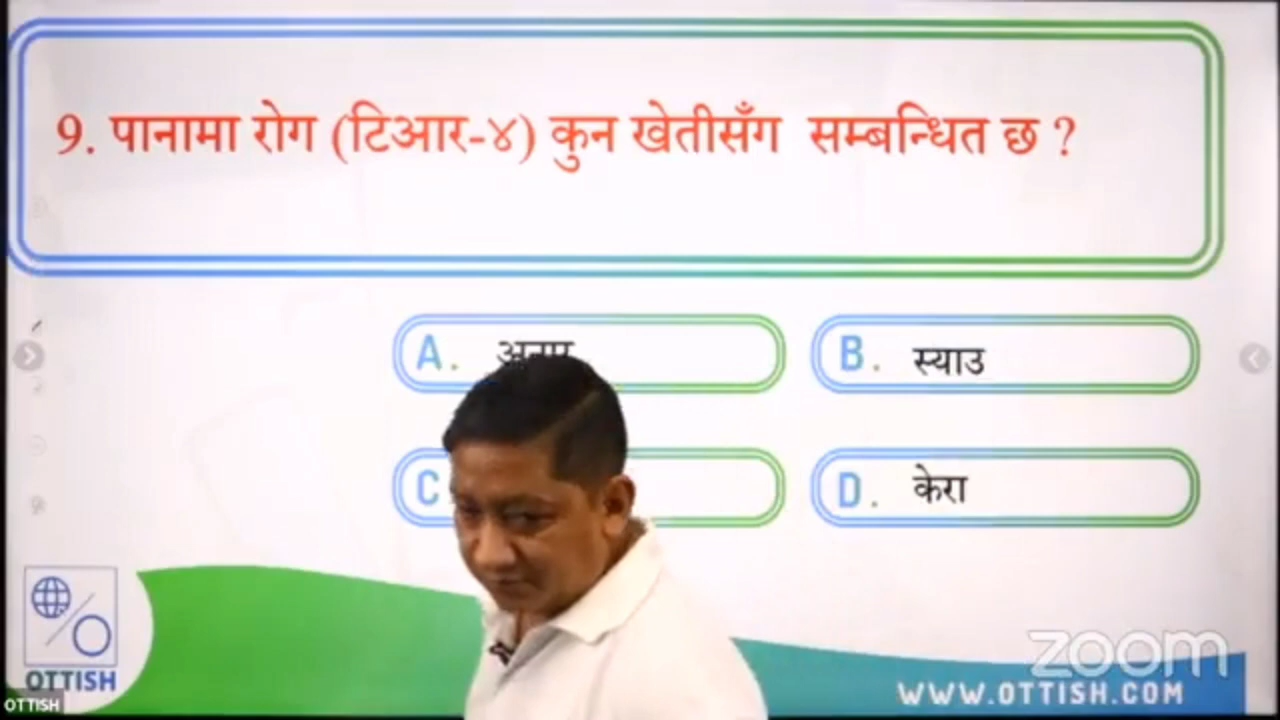 9. पानामा रोग (टिआर-४) कुन खेतीसँग सम्बन्धित छ ?
A.
B. स्याउ
C
D. केरा
OTTISH
OTTISH
zoom
WWW.OTTISH.COM